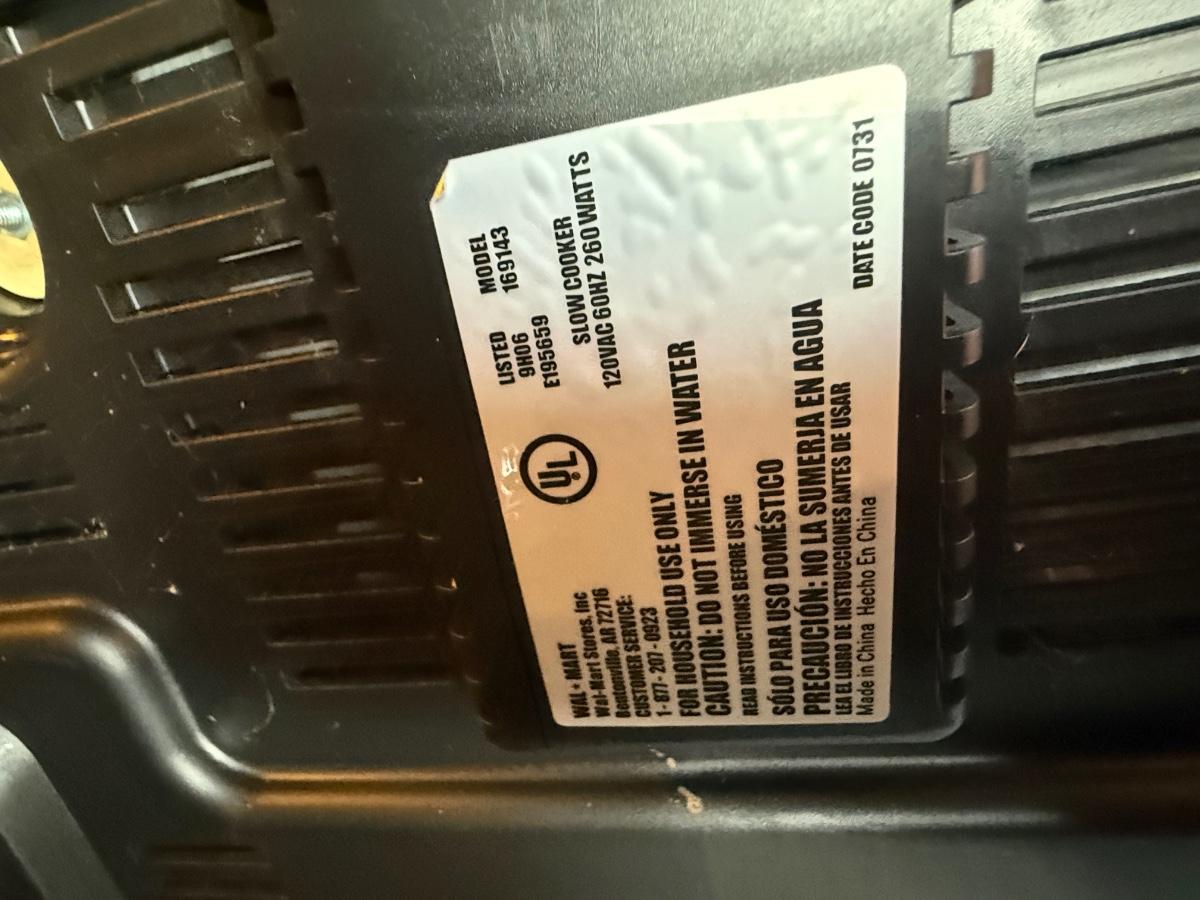 WAL★MART
Wal-Mart Stores, Inc
Bentonville, AR 72716
CUSTOMER SERVICE:
1- 877- 207 - 0923
UL
LISTED
9H06
E195659
MODEL
169143
SLOW COOKER
120VAC 60HZ 260 WATTS
FOR HOUSEHOLD USE ONLY
CAUTION: DO NOT IMMERSE IN WATER
READ INSTRUCTIONS BEFORE USING
SÓLO PARA USO DOMÉSTICO
PRECAUCIÓN: NO LA SUMERJA EN AGUA
LEA EL LIBRO DE INSTRUCCIONES ANTES DE USAR
Made in China Hecho En China
DATE CODE 0731